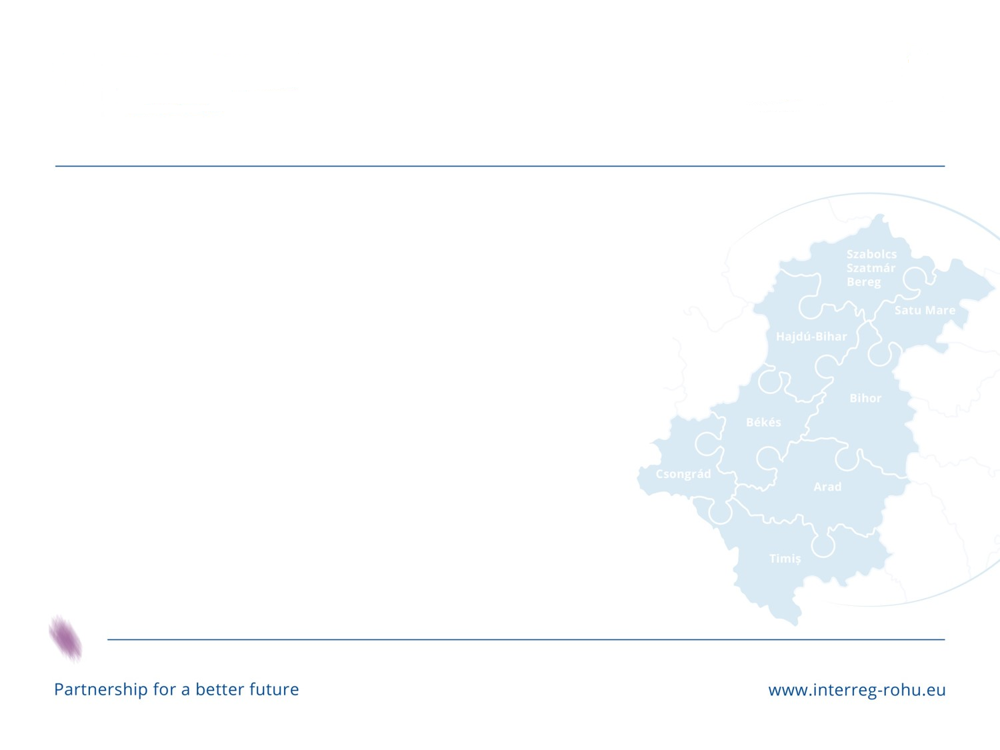 Szabolcs
Szatmár
Bereg
Satu Mare
Hajdú-Bihar
Bihor
Békés
Csongrád
Arad
Timiș
Partnership for a better future
www.interreg-rohu.eu